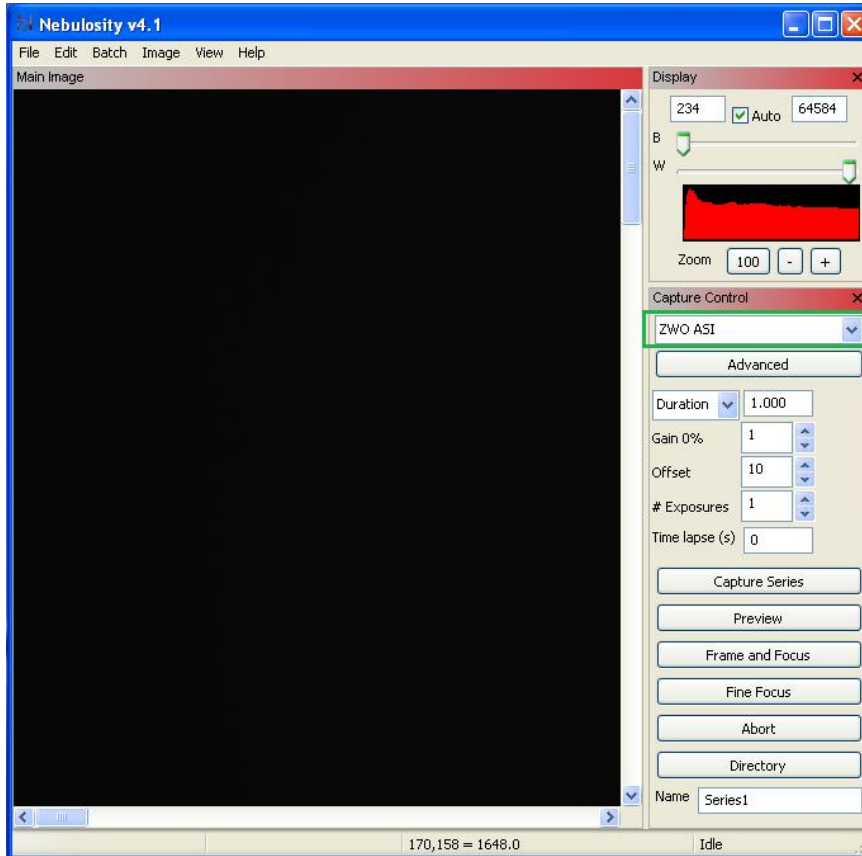 Nebulosity v4.1
File Edit Batch Image View Help
Main Image
Display
234 Auto 64584
B
W
Zoom 100 - +
Capture Control
ZWO ASI
Advanced
Duration 1.000
Gain 0% 1
Offset 10
# Exposures 1
Time lapse (s) 0
Capture Series
Preview
Frame and Focus
Fine Focus
Abort
Directory
Name Series1
170,158 = 1648.0 Idle